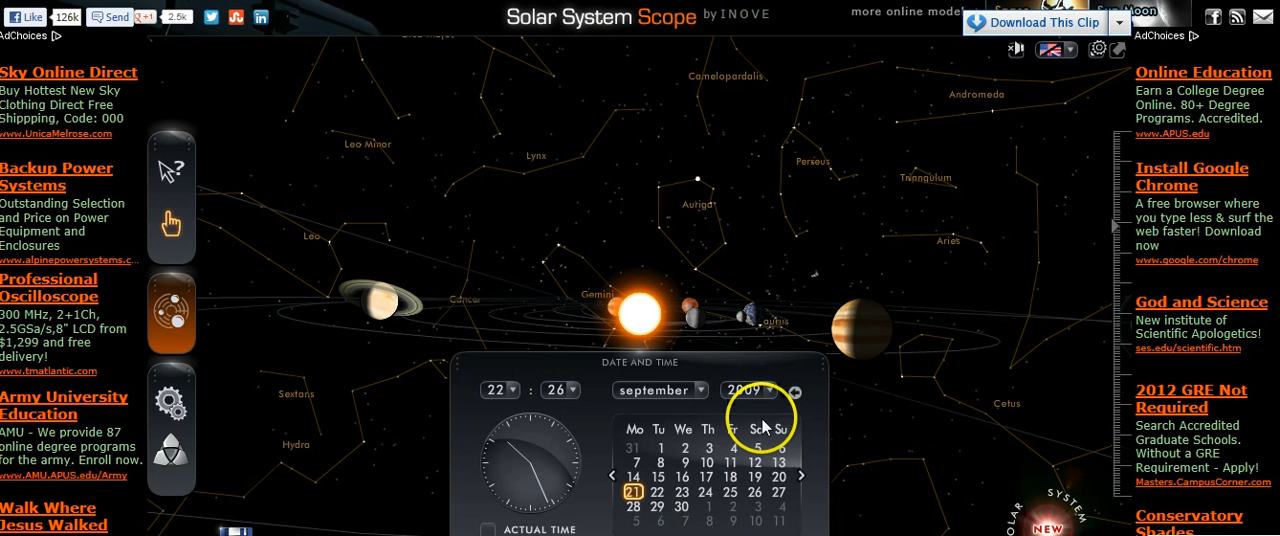 Like
126k
Send
+1
2.5k
Solar System Scope by INOVE
more online model
Sun Moon
Download This Clip
AdChoices
AdChoices
Sky Online Direct
Buy Hottest New Sky
Clothing Direct Free
Shippping, Code: 000
www.UnicaMelrose.com
Backup Power
Systems
Outstanding Selection
and Price on Power
Equipment and
Enclosures
www.alpinepowersystems.c...
Professional
Oscilloscope
300 MHz, 2+1Ch,
2.5GSa/s,8" LCD from
$1,299 and free
delivery!
www.tmatlantic.com
Army University
Education
AMU - We provide 87
online degree programs
for the army. Enroll now.
www.AMU.APUS.edu/Army
Walk Where
Jesus Walked
Camelopardalis
Andromeda
Leo Minor
Lynx
Perseus
Triangulum
Auriga
Leo
Aries
Cancer
Gemini
aurus
Sextans
Cetus
Hydra
DATE AND TIME
22 : 26 september 2009
Mo Tu We Th Fr Sa Su
31 1 2 3 4 5 6
7 8 9 10 11 12 13
14 15 16 17 18 19 20
21 22 23 24 25 26 27
28 29 30 1 2 3 4
5 6 7 8 9 10 11
ACTUAL TIME
Online Education
Earn a College Degree
Online. 80+ Degree
Programs. Accredited.
www.APUS.edu
Install Google
Chrome
A free browser where
you type less & surf the
web faster! Download
now
www.google.com/chrome
God and Science
New institute of
Scientific Apologetics!
ses.edu/scientific.htm
2012 GRE Not
Required
Search Accredited
Graduate Schools.
Without a GRE
Requirement - Apply!
Masters.CampusCorner.com
Conservatory
Shades
SOLAR SYSTEM
NEW